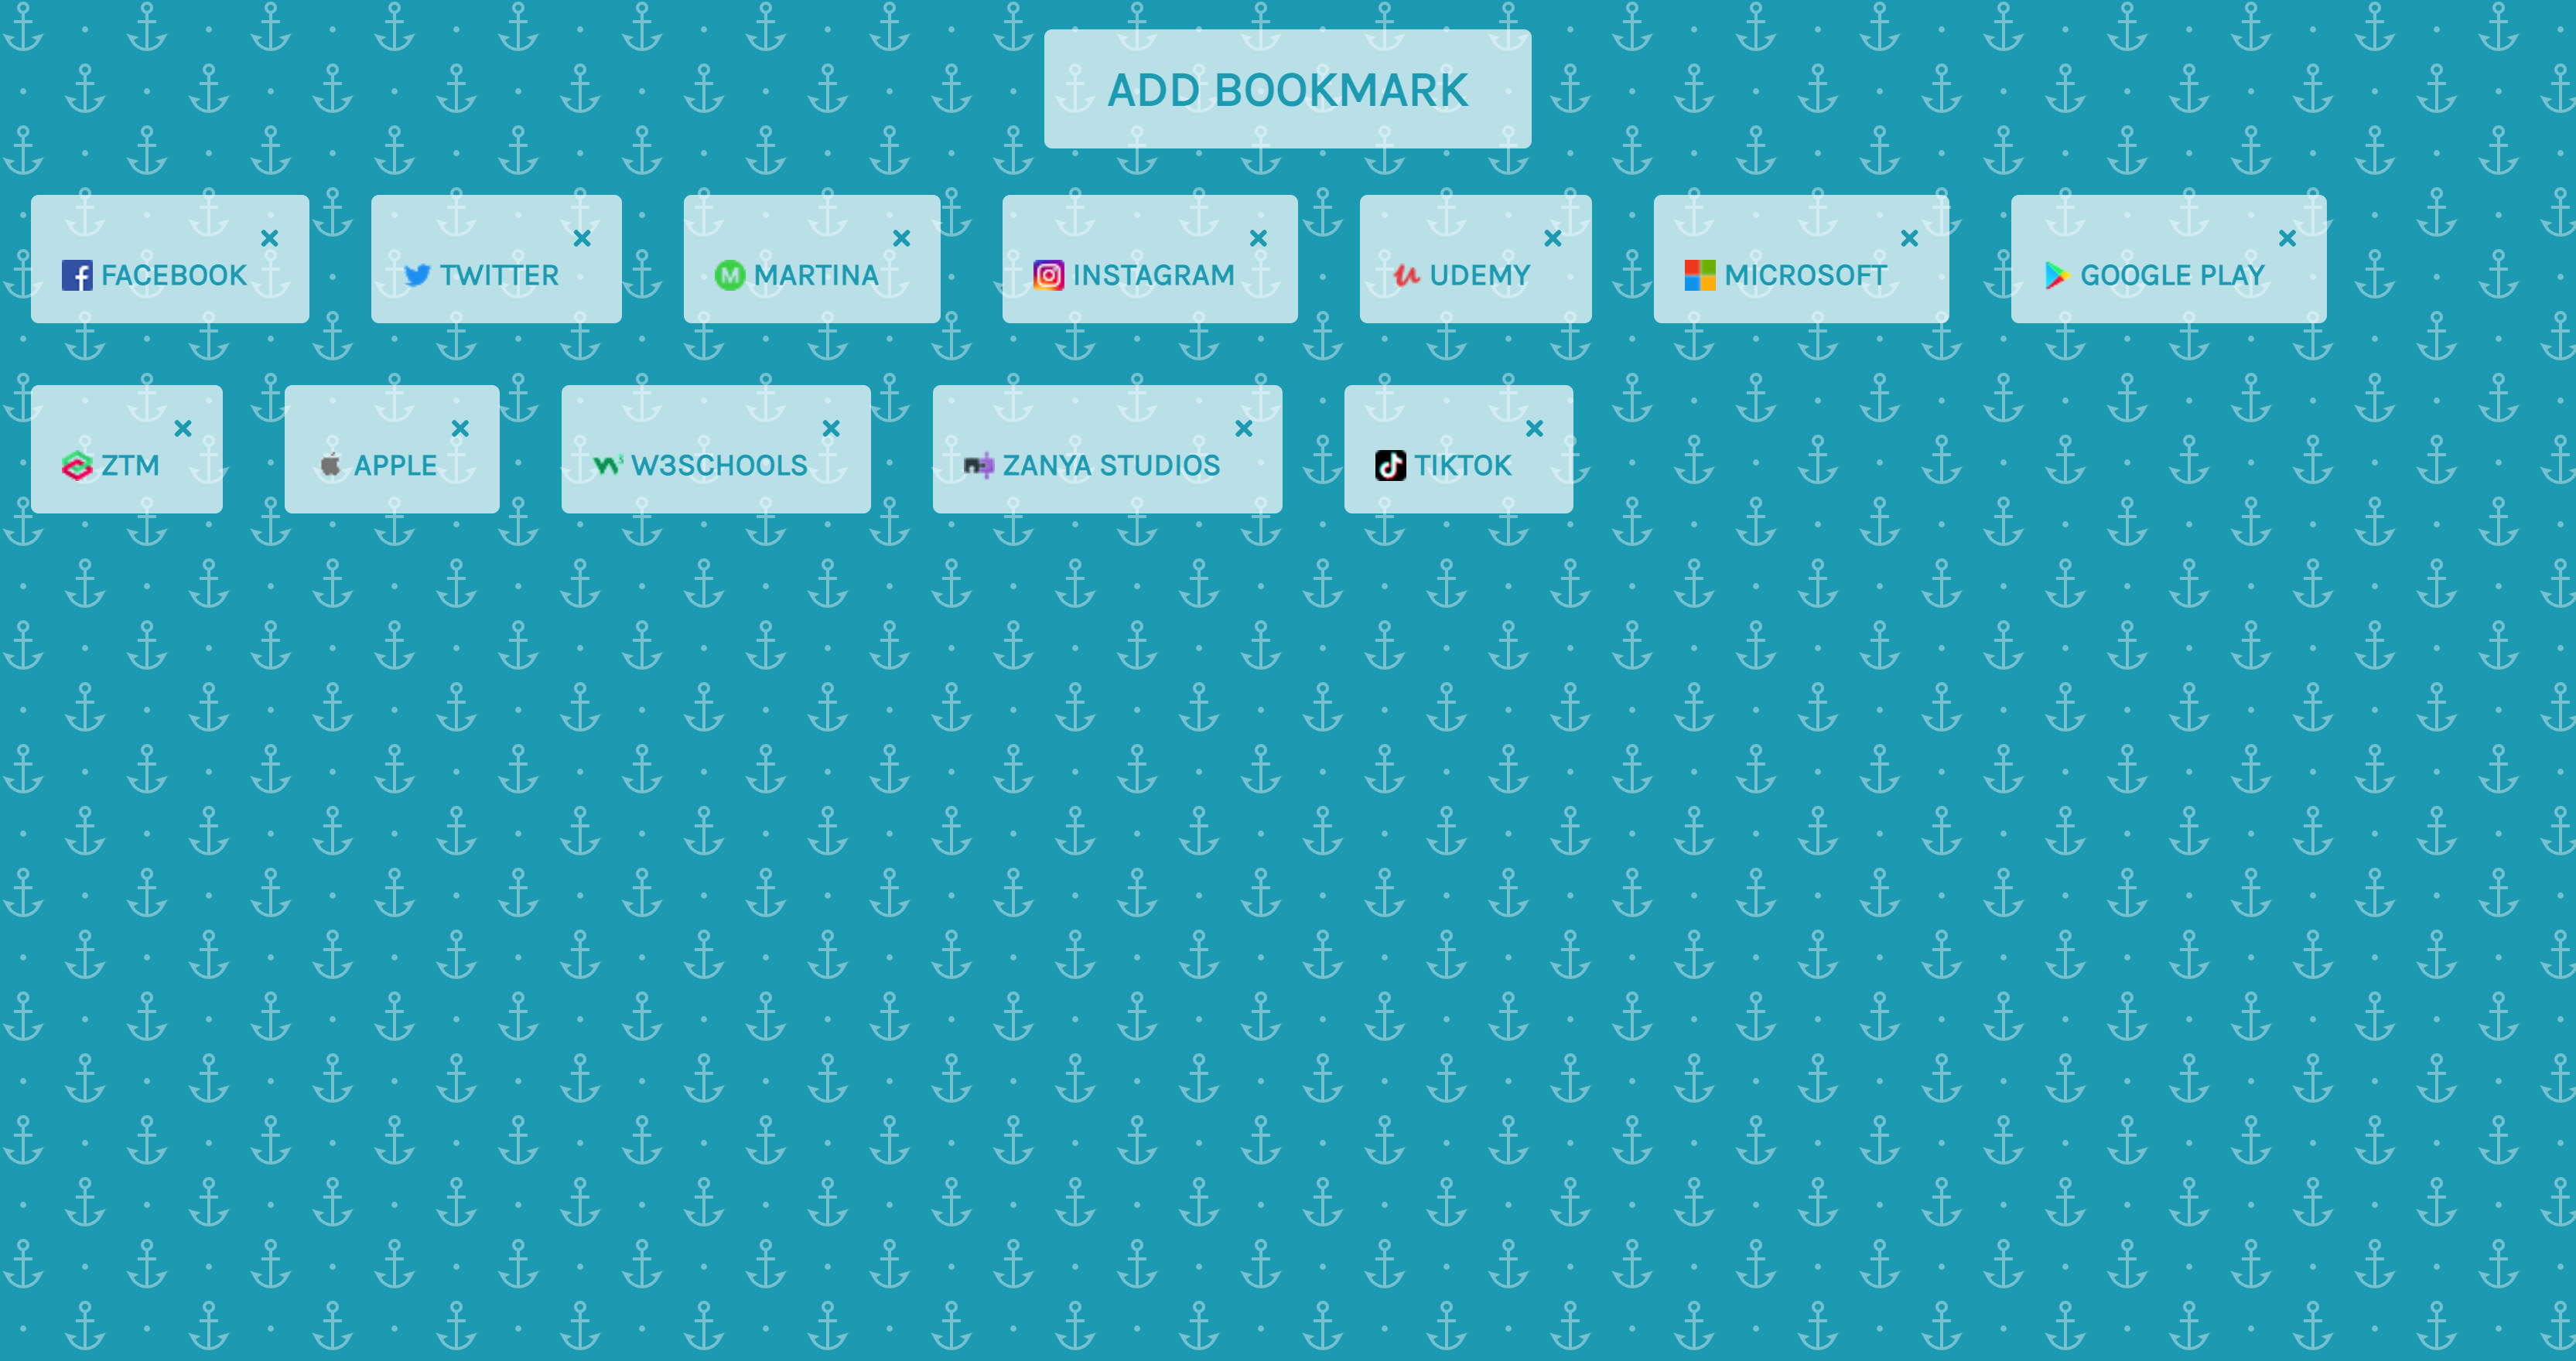 ADD BOOKMARK
FACEBOOK
TWITTER
MARTINA
INSTAGRAM
UDEMY
MICROSOFT
GOOGLE PLAY
ZTM
APPLE
W3SCHOOLS
ZANYA STUDIOS
TIKTOK